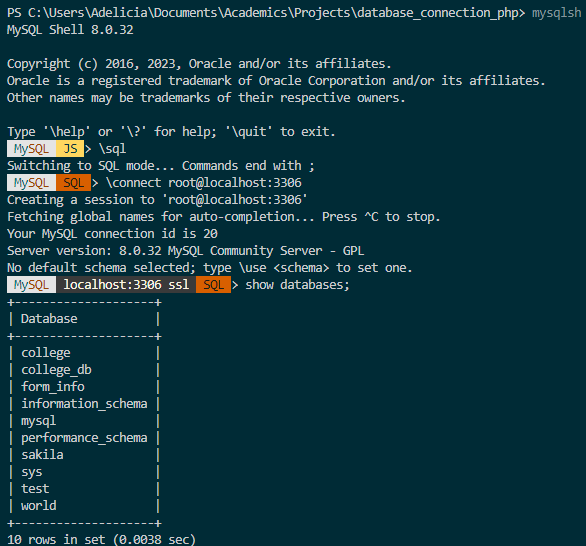 PS C:\Users\Adelicia\Documents\Academics\Projects\database_connection_php> mysqlsh
MySQL Shell 8.0.32
Copyright (c) 2016, 2023, Oracle and/or its affiliates.
Oracle is a registered trademark of Oracle Corporation and/or its affiliates.
Other names may be trademarks of their respective owners.
Type '\help' or '\?' for help; '\quit' to exit.
MySQL JS > \sql
Switching to SQL mode... Commands end with ;
MySQL SQL > \connect root@localhost:3306
Creating a session to 'root@localhost:3306'
Fetching global names for auto-completion... Press ^C to stop.
Your MySQL connection id is 20
Server version: 8.0.32 MySQL Community Server - GPL
No default schema selected; type \use <schema> to set one.
MySQL localhost:3306 ssl SQL > show databases;
+--------------------+
| Database           |
+--------------------+
| college            |
| college_db         |
| form_info          |
| information_schema |
| mysql              |
| performance_schema |
| sakila             |
| sys                |
| test               |
| world              |
+--------------------+
10 rows in set (0.0038 sec)